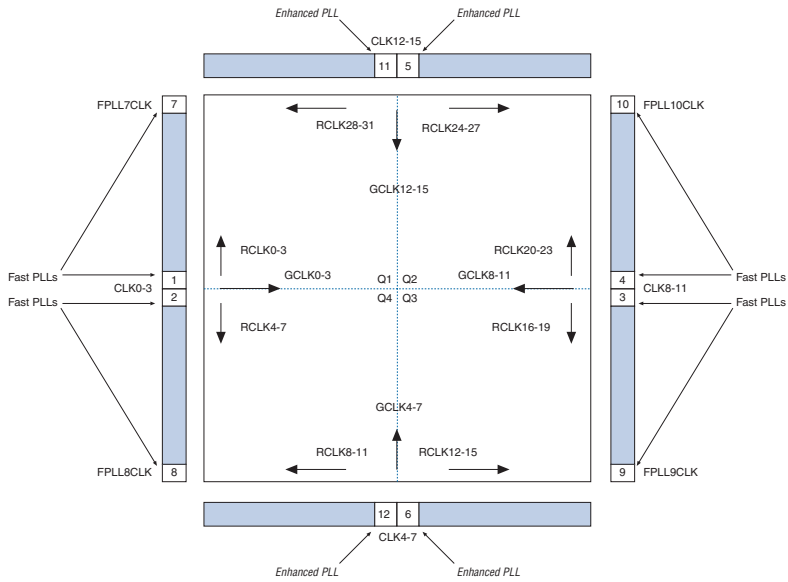 Enhanced PLL
Enhanced PLL
CLK12-15
11
5
FPLL7CLK
7
10
FPLL10CLK
RCLK28-31
RCLK24-27
GCLK12-15
RCLK0-3
RCLK20-23
Fast PLLs
1
GCLK0-3
Q1
Q2
GCLK8-11
4
Fast PLLs
CLK0-3
CLK8-11
Fast PLLs
2
Q4
Q3
3
Fast PLLs
RCLK4-7
RCLK16-19
GCLK4-7
RCLK8-11
RCLK12-15
FPLL8CLK
8
9
FPLL9CLK
12
6
CLK4-7
Enhanced PLL
Enhanced PLL